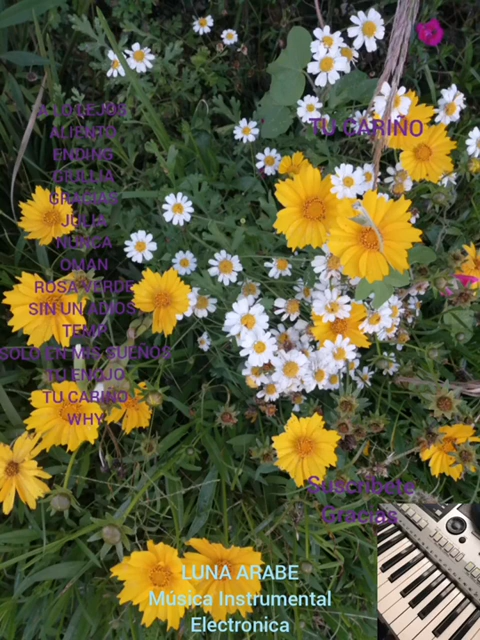 A LO LEJOS
ALIENTO
ENDING
GRACIAS
JULIA
NUNCA
OMAN
ROSA VERDE
SIN UN ADIOS
TEMP
SOLO EN MIS SUEÑOS
TU ENOJO
TU CARIÑO
WHY
TU CARIÑO
Suscribete
Gracias
LUNA ARABE
Música Instrumental
Electronica